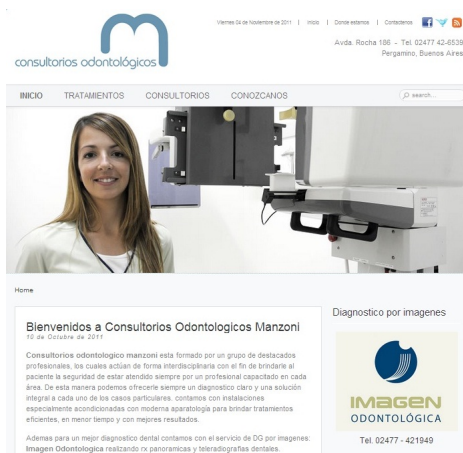 Viernes 04 de Noviembre de 2011 | Inicio | Donde estamos | Contactenos
m
consultorios odontológicos
Avda. Rocha 186 - Tel. 02477 42-6539
Pergamino, Buenos Aires
INICIO TRATAMIENTOS CONSULTORIOS CONOZCANOS search...
Home
Bienvenidos a Consultorios Odontologicos Manzoni
10 de Octubre de 2011
Consultorios odontologico manzoni esta formado por un grupo de destacados
profesionales, los cuales actúan de forma interdisciplinaria con el fin de brindarle al
paciente la seguridad de estar atendido siempre por un profesional capacitado en cada
área. De esta manera podemos ofrecerle siempre un diagnostico claro y una solución
integral a cada uno de los casos particulares. contamos con instalaciones
especialmente acondicionadas con moderna aparatología para brindar tratamientos
eficientes, en menor tiempo y con mejores resultados.
Ademas para un mejor diagnostico dental contamos con el servicio de DG por imagenes.
Imagen Odontologica realizando rx panoramicas y teleradiografias dentales.
Diagnostico por imagenes
IMAGEN
ODONTOLÓGICA
Tel. 02477 - 421949